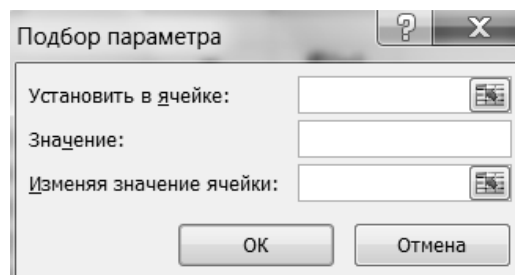 Подбор параметра
Установить в ячейке:
Значение:
Изменяя значение ячейки:
ОК
Отмена